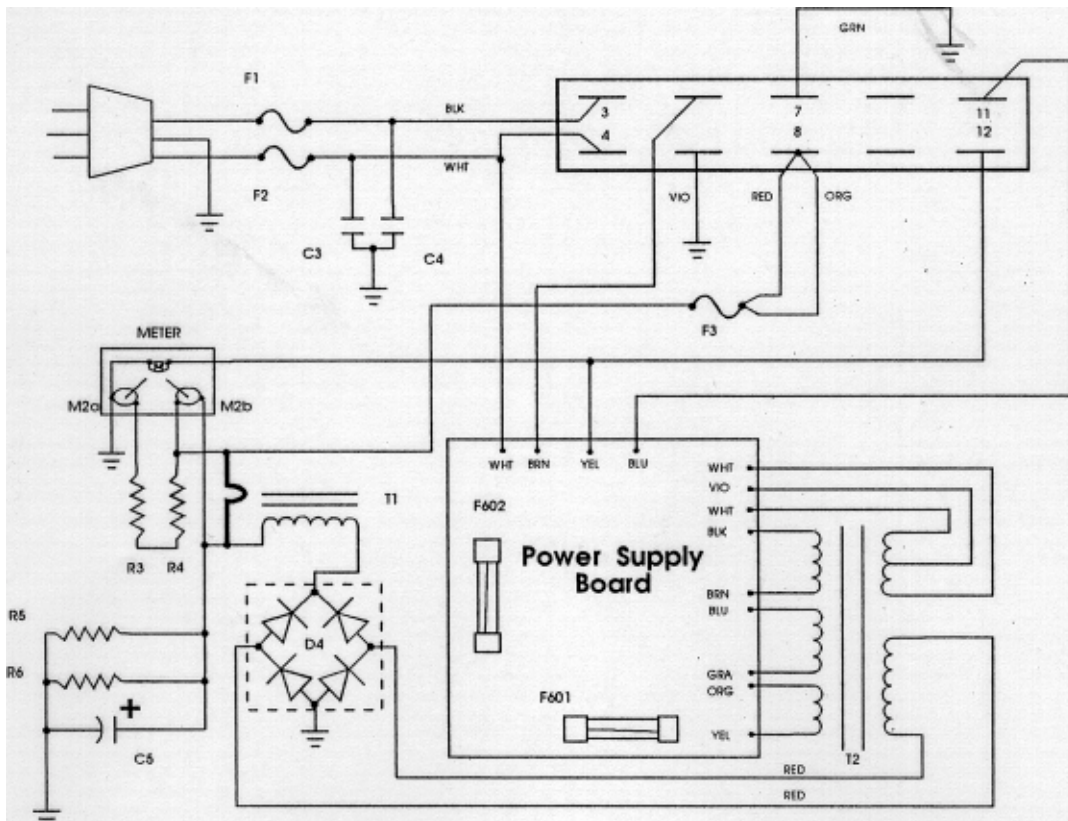 GRN
F1
BLK
3
7
11
4
8
12
F2
WHT
VIO
RED
ORG
C3
C4
F3
METER
M2a
M2b
WHT
BRN
YEL
BLU
WHT
VIO
T1
F602
WHT
BLK
Power Supply
Board
R3
R4
BRN
BLU
R5
D4
R6
GRA
ORG
F601
+
YEL
C5
T2
RED
RED